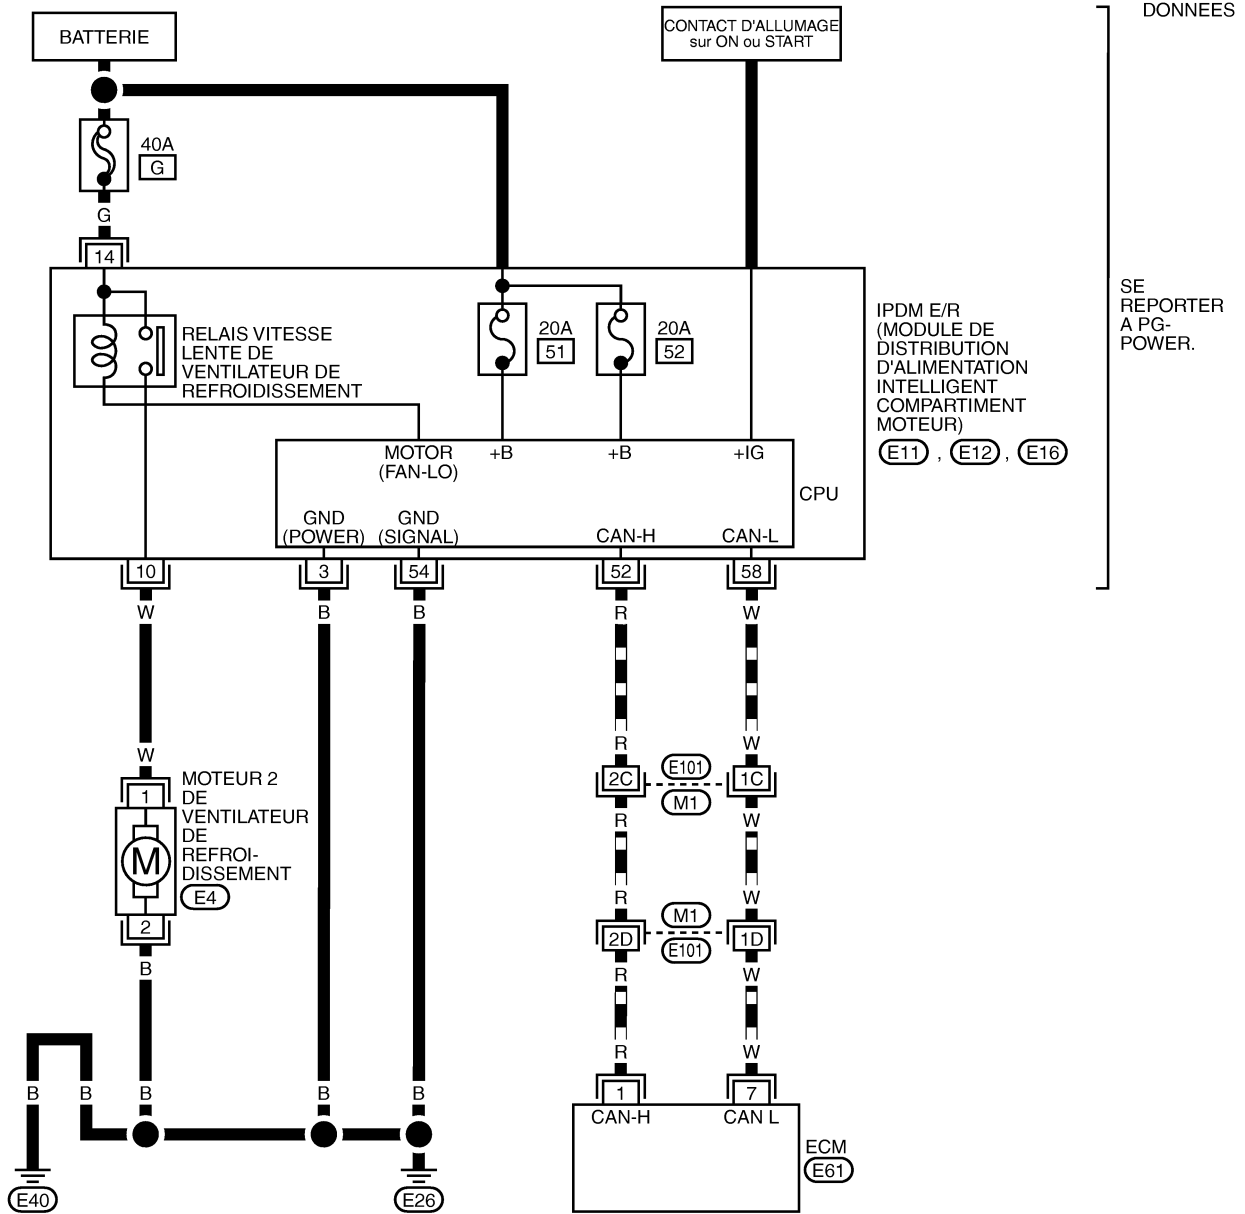 DONNEES
BATTERIE
CONTACT D'ALLUMAGE
sur ON ou START
40A
G
G
14
RELAIS VITESSE
LENTE DE
VENTILATEUR DE
REFROIDISSEMENT
20A
51
20A
52
IPDM E/R
(MODULE DE
DISTRIBUTION
D'ALIMENTATION
INTELLIGENT
COMPARTIMENT
MOTEUR)
E11 , E12 , E16
SE
REPORTER
A PG-
POWER.
MOTOR
(FAN-LO)
+B
+B
+IG
CPU
GND
(POWER)
GND
(SIGNAL)
CAN-H
CAN-L
10
3
54
52
58
W
B
B
R
W
W
R
W
1
MOTEUR 2
DE
VENTILATEUR
DE
REFROI-
DISSEMENT
E4
M
2
2C
E101
M1
1C
R
W
R
W
2D
M1
E101
1D
B
R
W
R
W
B
B
B
B
B
1
7
CAN-H
CAN L
ECM
E61
E40
E26